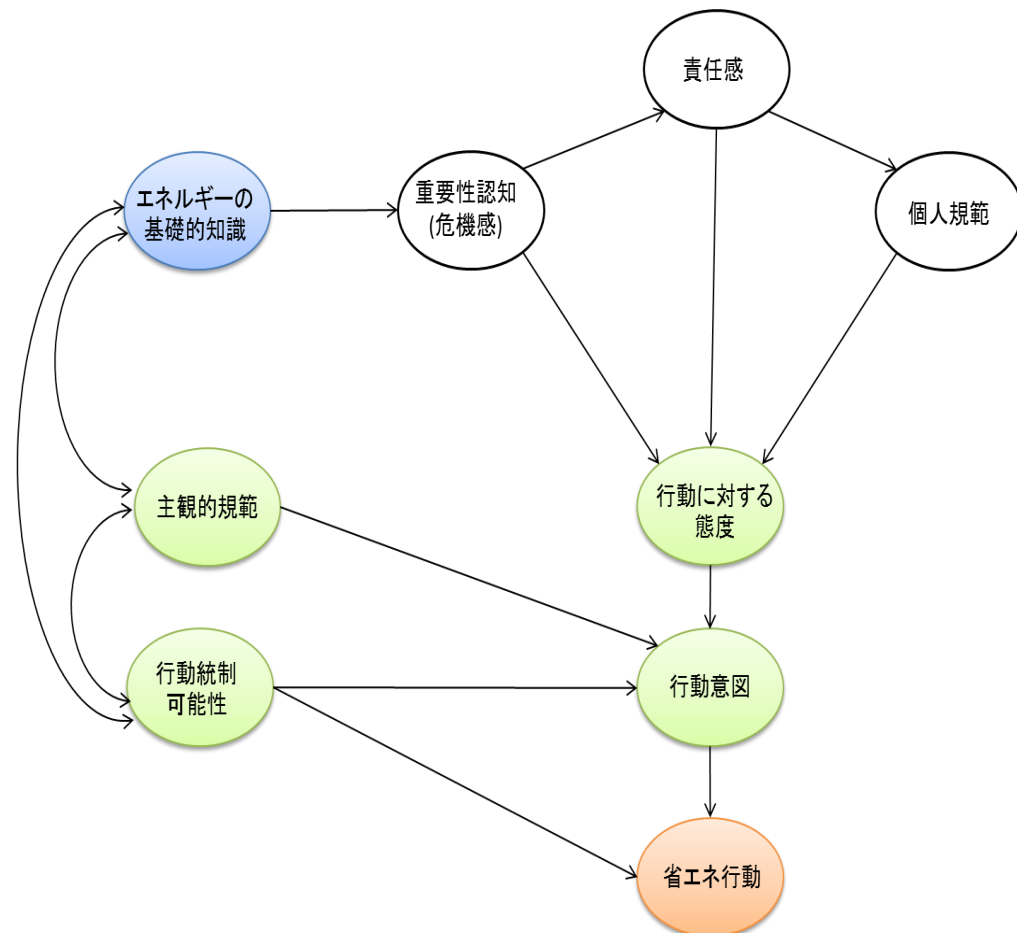 責任感
エネルギーの
基礎的知識
重要性認知
(危機感)
個人規範
主観的規範
行動に対する
態度
行動統制
可能性
行動意図
省エネ行動